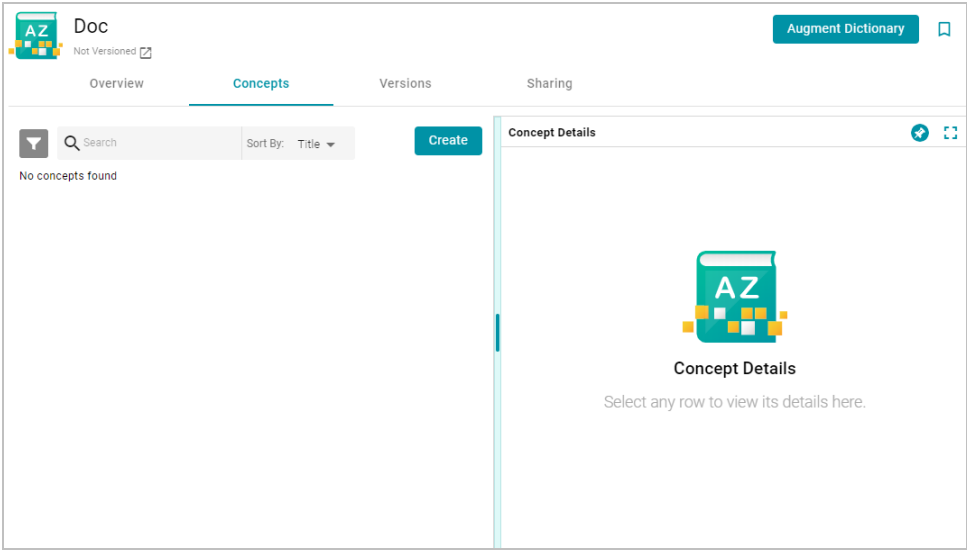 AZ
Doc
Not Versioned
Augment Dictionary
Overview
Concepts
Versions
Sharing
Search
Sort By: Title
Create
No concepts found
Concept Details
AZ
Concept Details
Select any row to view its details here.